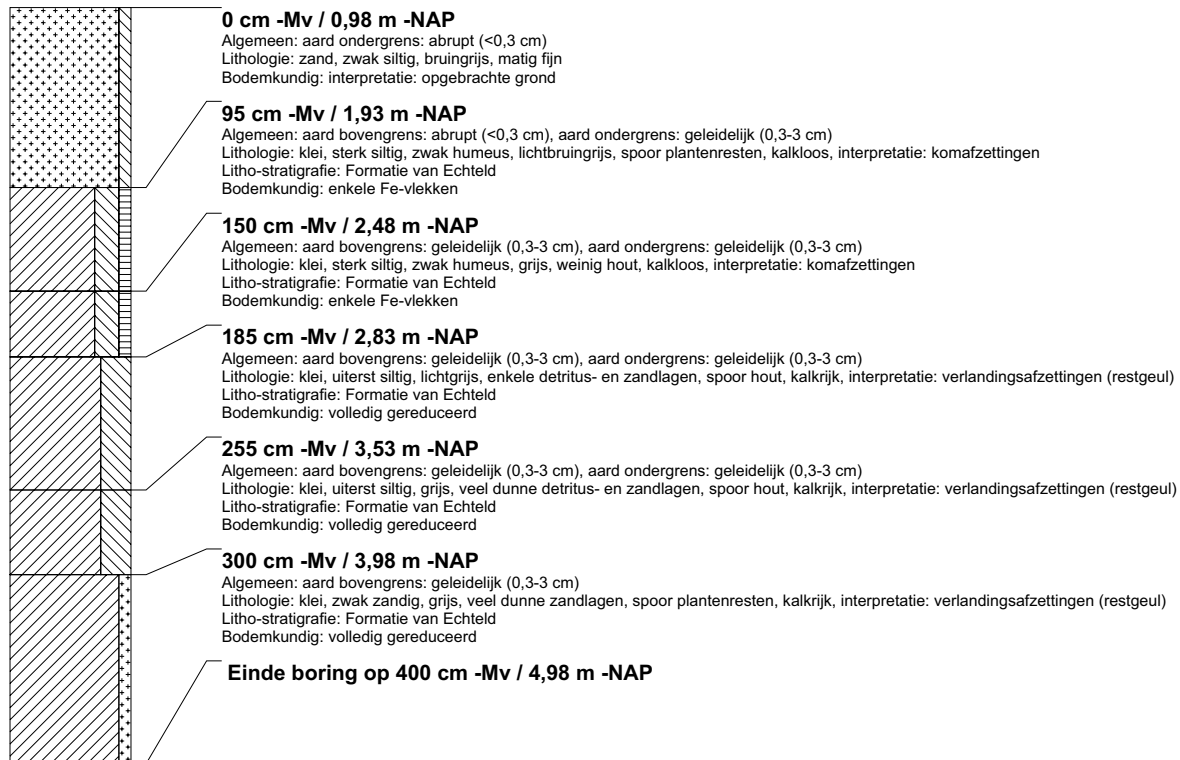 0 cm -Mv / 0,98 m -NAP
Algemeen: aard ondergrens: abrupt (<0,3 cm)
Lithologie: zand, zwak siltig, bruingrijs, matig fijn
Bodemkundig: interpretatie: opgebrachte grond
95 cm -Mv / 1,93 m -NAP
Algemeen: aard bovengrens: abrupt (<0,3 cm), aard ondergrens: geleidelijk (0,3-3 cm)
Lithologie: klei, sterk siltig, zwak humeus, lichtbruingrijs, spoor plantenresten, kalkloos, interpretatie: komafzettingen
Litho-stratigrafie: Formatie van Echteld
Bodemkundig: enkele Fe-vlekken
150 cm -Mv / 2,48 m -NAP
Algemeen: aard bovengrens: geleidelijk (0,3-3 cm), aard ondergrens: geleidelijk (0,3-3 cm)
Lithologie: klei, sterk siltig, zwak humeus, grijs, weinig hout, kalkloos, interpretatie: komafzettingen
Litho-stratigrafie: Formatie van Echteld
Bodemkundig: enkele Fe-vlekken
185 cm -Mv / 2,83 m -NAP
Algemeen: aard bovengrens: geleidelijk (0,3-3 cm), aard ondergrens: geleidelijk (0,3-3 cm)
Lithologie: klei, uiterst siltig, lichtgrijs, enkele detritus- en zandlagen, spoor hout, kalkrijk, interpretatie: verlandingsafzettingen (restgeul)
Litho-stratigrafie: Formatie van Echteld
Bodemkundig: volledig gereduceerd
255 cm -Mv / 3,53 m -NAP
Algemeen: aard bovengrens: geleidelijk (0,3-3 cm), aard ondergrens: geleidelijk (0,3-3 cm)
Lithologie: klei, uiterst siltig, grijs, veel dunne detritus- en zandlagen, spoor hout, kalkrijk, interpretatie: verlandingsafzettingen (restgeul)
Litho-stratigrafie: Formatie van Echteld
Bodemkundig: volledig gereduceerd
300 cm -Mv / 3,98 m -NAP
Algemeen: aard bovengrens: geleidelijk (0,3-3 cm)
Lithologie: klei, zwak zandig, grijs, veel dunne zandlagen, spoor plantenresten, kalkrijk, interpretatie: verlandingsafzettingen (restgeul)
Litho-stratigrafie: Formatie van Echteld
Bodemkundig: volledig gereduceerd
Einde boring op 400 cm -Mv / 4,98 m -NAP